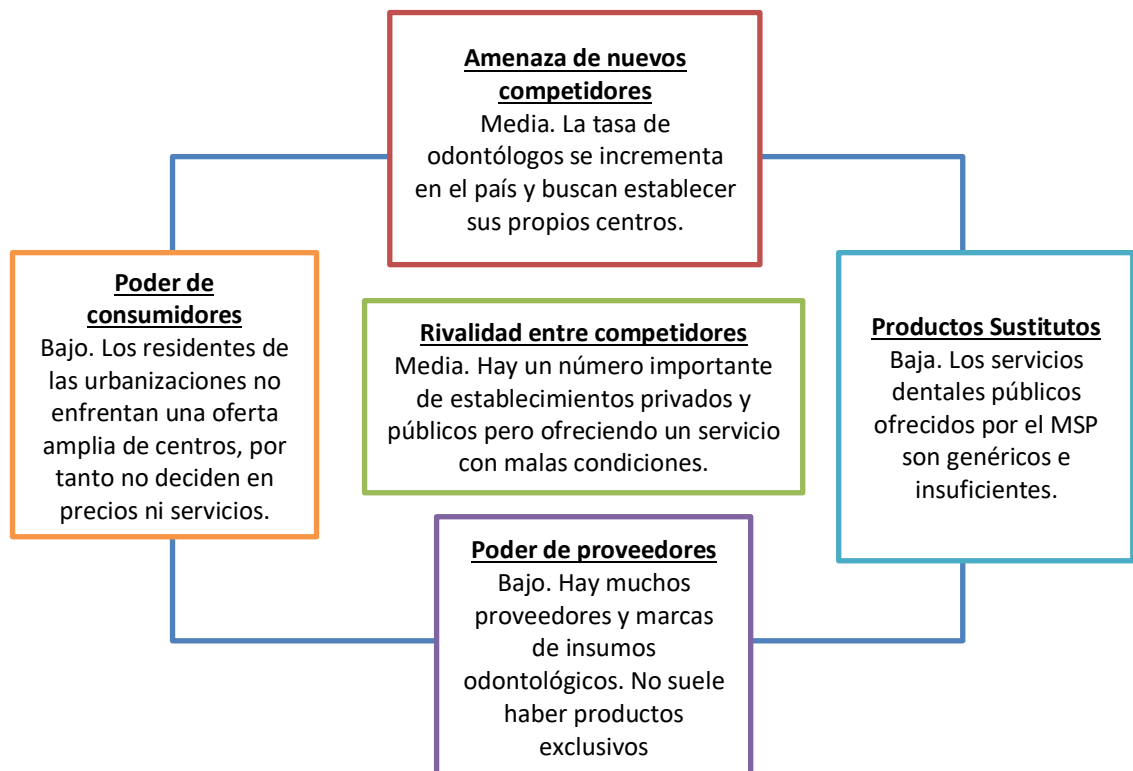 Amenaza de nuevos
competidores
Media. La tasa de
odontólogos se incrementa
en el país y buscan establecer
sus propios centros.
Poder de
consumidores
Bajo. Los residentes de
las urbanizaciones no
enfrentan una oferta
amplia de centros, por
tanto no deciden en
precios ni servicios.
Rivalidad entre competidores
Media. Hay un número importante
de establecimientos privados y
públicos pero ofreciendo un servicio
con malas condiciones.
Productos Sustitutos
Baja. Los servicios
dentales públicos
ofrecidos por el MSP
son genéricos e
insuficientes.
Poder de proveedores
Bajo. Hay muchos
proveedores y marcas
de insumos
odontológicos. No suele
haber productos
exclusivos